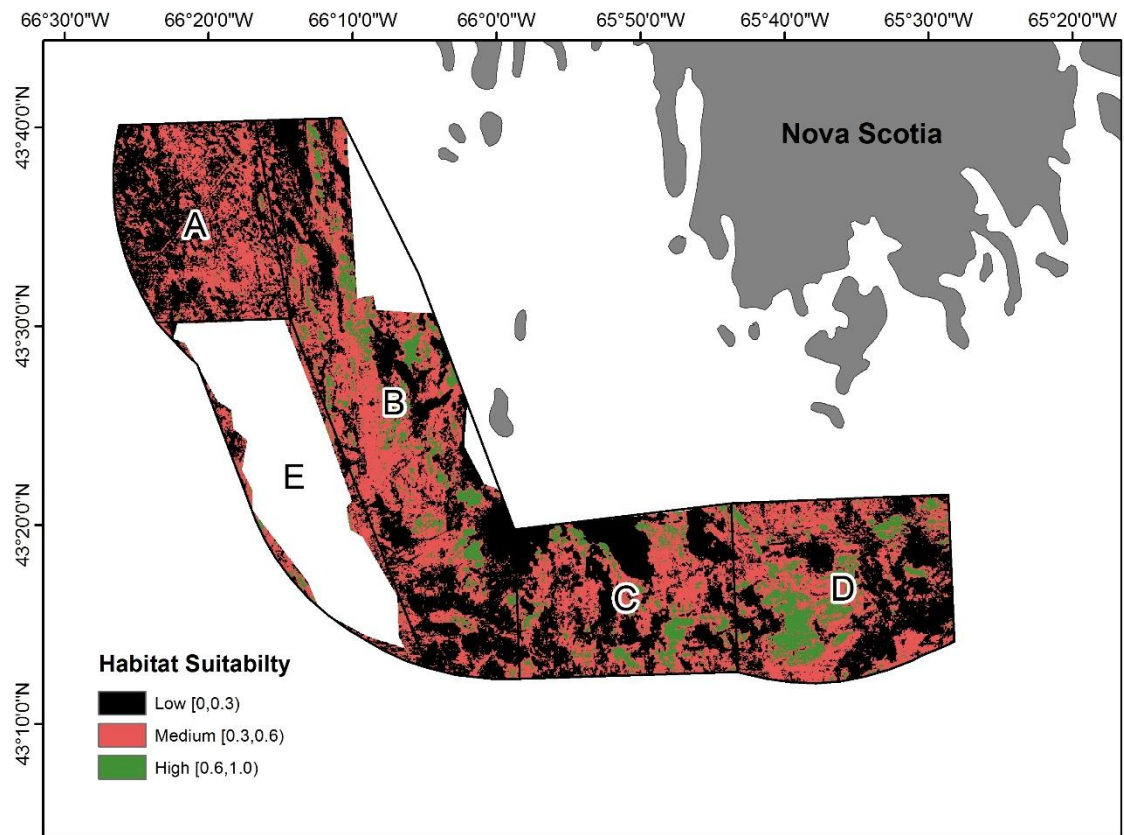 66°30'0"W 66°20'0"W 66°10'0"W 66°0'0"W 65°50'0"W 65°40'0"W 65°30'0"W 65°20'0"W
43°40'0"N
Nova Scotia
A
43°30'0"N
B
E
43°20'0"N
C
D
Habitat Suitabilty
Low [0,0.3)
Medium [0.3,0.6)
High [0.6,1.0)
43°10'0"N